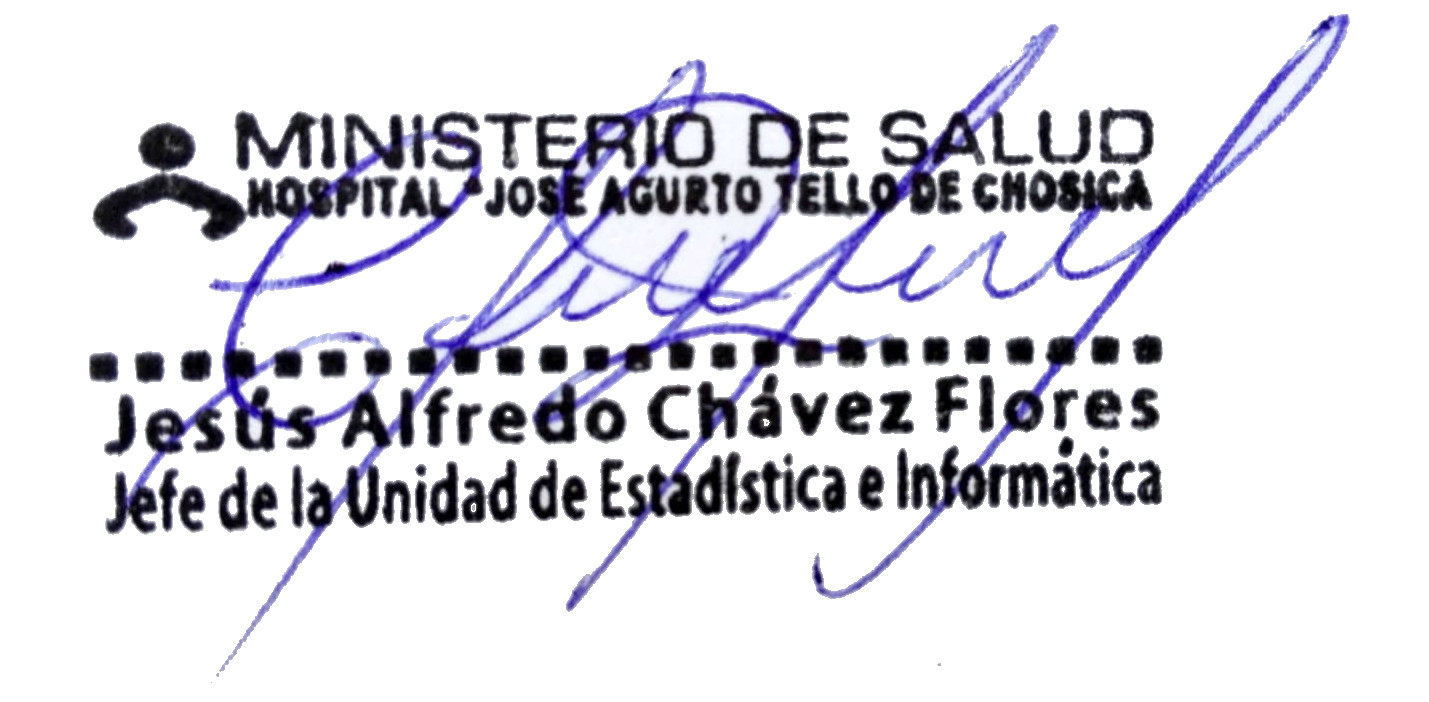 MINISTERIO DE SALUD
HOSPITAL "JOSE AGURTO TELLO DE CHOSICA
Jesús Alfredo Chávez Flores
Jefe de la Unidad de Estadística e Informática